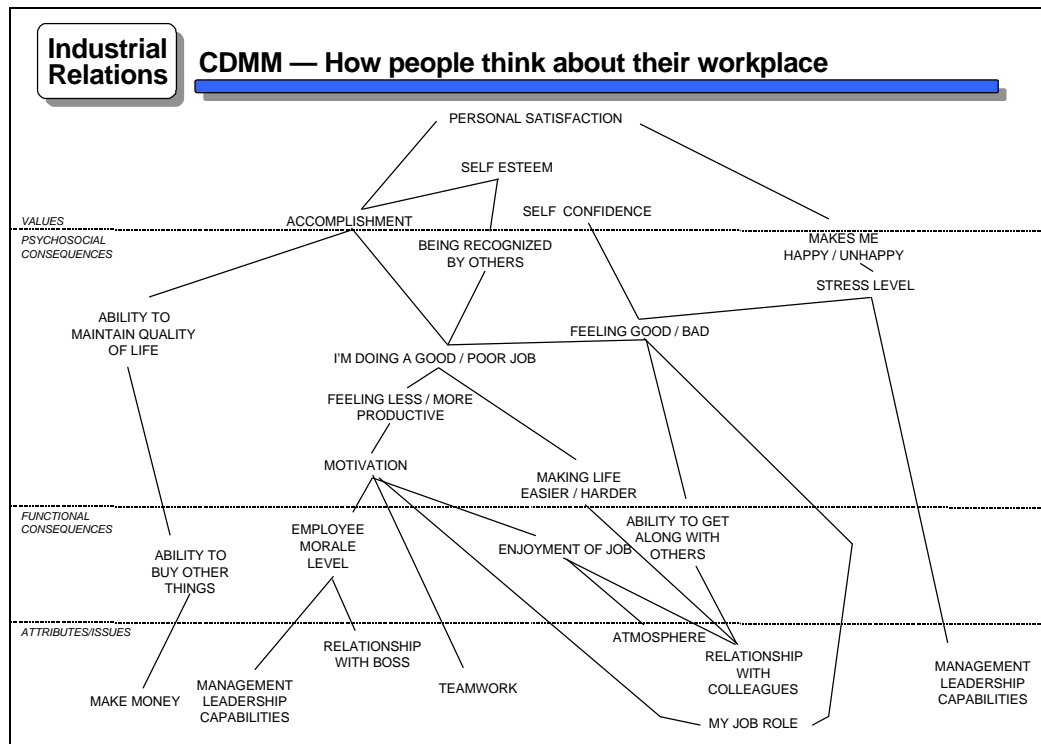 Industrial
Relations
CDMM — How people think about their workplace
PERSONAL SATISFACTION
SELF ESTEEM
SELF CONFIDENCE
ACCOMPLISHMENT
VALUES
PSYCHOSOCIAL
CONSEQUENCES
BEING RECOGNIZED
BY OTHERS
MAKES ME
HAPPY / UNHAPPY
STRESS LEVEL
ABILITY TO
MAINTAIN QUALITY
OF LIFE
FEELING GOOD / BAD
I'M DOING A GOOD / POOR JOB
FEELING LESS / MORE
PRODUCTIVE
MOTIVATION
MAKING LIFE
EASIER / HARDER
FUNCTIONAL
CONSEQUENCES
EMPLOYEE
MORALE
LEVEL
ABILITY TO GET
ALONG WITH
OTHERS
ENJOYMENT OF JOB
ABILITY TO
BUY OTHER
THINGS
ATTRIBUTES/ISSUES
ATMOSPHERE
RELATIONSHIP
WITH BOSS
RELATIONSHIP
WITH
COLLEAGUES
MANAGEMENT
LEADERSHIP
CAPABILITIES
MAKE MONEY
MANAGEMENT
LEADERSHIP
CAPABILITIES
TEAMWORK
MY JOB ROLE